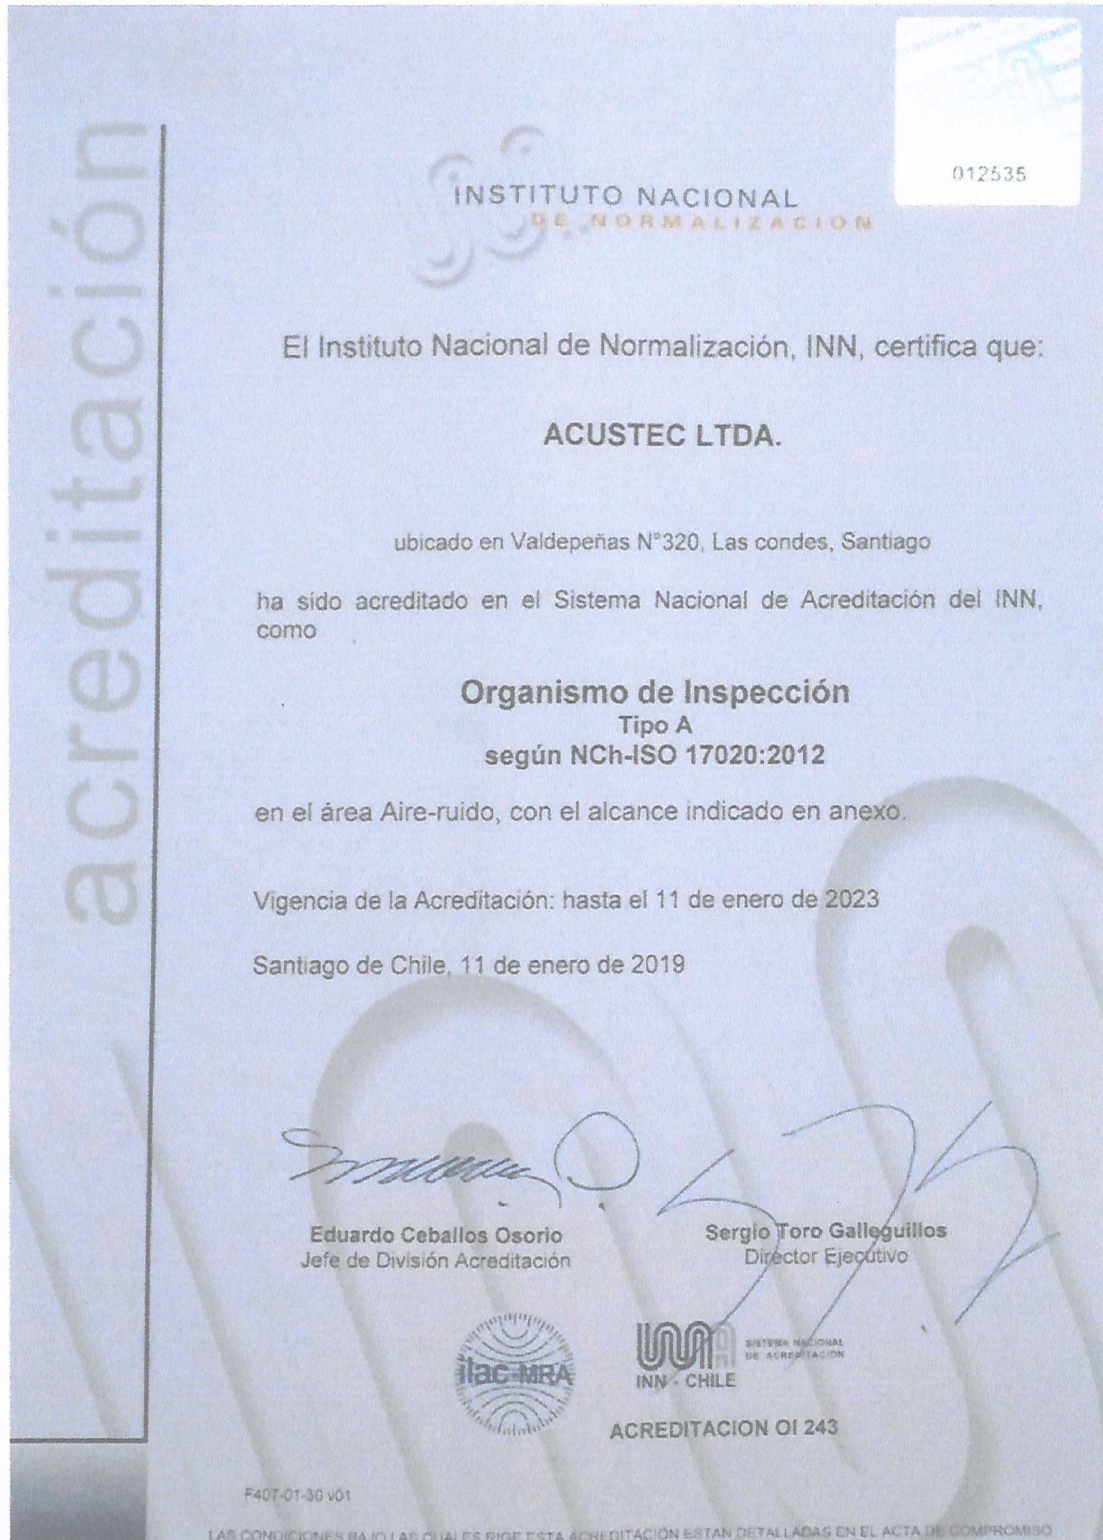 012535
INSTITUTO NACIONAL
DE NORMALIZACION
acreditación
El Instituto Nacional de Normalización, INN, certifica que:
ACUSTEC LTDA.
ubicado en Valdepeñas N°320, Las condes, Santiago
ha sido acreditado en el Sistema Nacional de Acreditación del INN,
como
Organismo de Inspección
Tipo A
según NCh-ISO 17020:2012
en el área Aire-ruido, con el alcance indicado en anexo.
Vigencia de la Acreditación: hasta el 11 de enero de 2023
Santiago de Chile, 11 de enero de 2019
Eduardo Ceballos Osorio
Jefe de División Acreditación
Sergio Toro Galleguillos
Director Ejecutivo
ilac-MRA
SISTEMA NACIONAL
DE ACREDITACION
INN - CHILE
ACREDITACION OI 243
F407-01-30 v01
LAS CONDICIONES BAJO LAS CUALES RIGE ESTA ACREDITACIÓN ESTAN DETALLADAS EN EL ACTA DE COMPROMISO